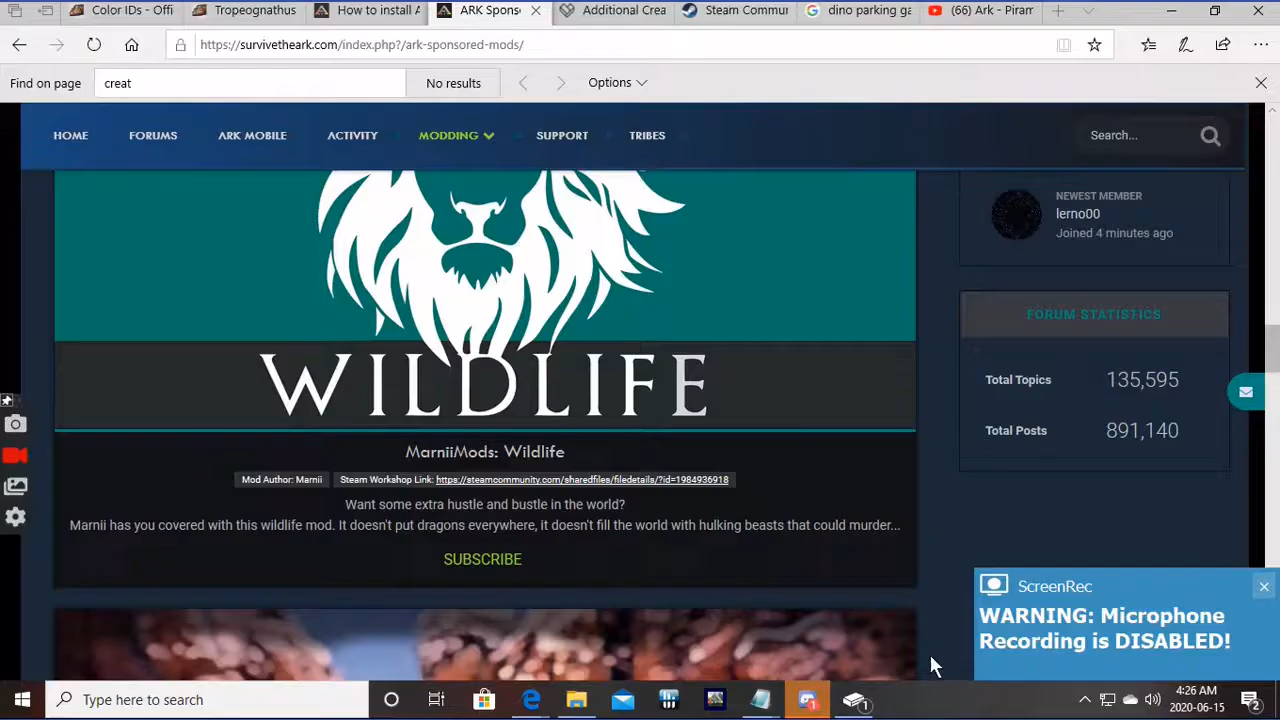 Color IDs - Offi
Tropeognathus
How to install A
ARK Spons
Additional Crea
Steam Commu
dino parking ga
(66) Ark - Piram
https://survivetheark.com/index.php?/ark-sponsored-mods/
Find on page
creat
No results
Options
HOME
FORUMS
ARK MOBILE
ACTIVITY
MODDING
SUPPORT
TRIBES
Search...
NEWEST MEMBER
lerno00
Joined 4 minutes ago
FORUM STATISTICS
Total Topics 135,595
Total Posts 891,140
WILDLIFE
MarniiMods: Wildlife
Mod Author: Marnii
Steam Workshop Link: https://steamcommunity.com/sharedfiles/filedetails/?id=1984936918
Want some extra hustle and bustle in the world?
Marnii has you covered with this wildlife mod. It doesn't put dragons everywhere, it doesn't fill the world with hulking beasts that could murder...
SUBSCRIBE
ScreenRec
WARNING: Microphone
Recording is DISABLED!
Type here to search
1
1
4:26 AM
2020-06-15
2